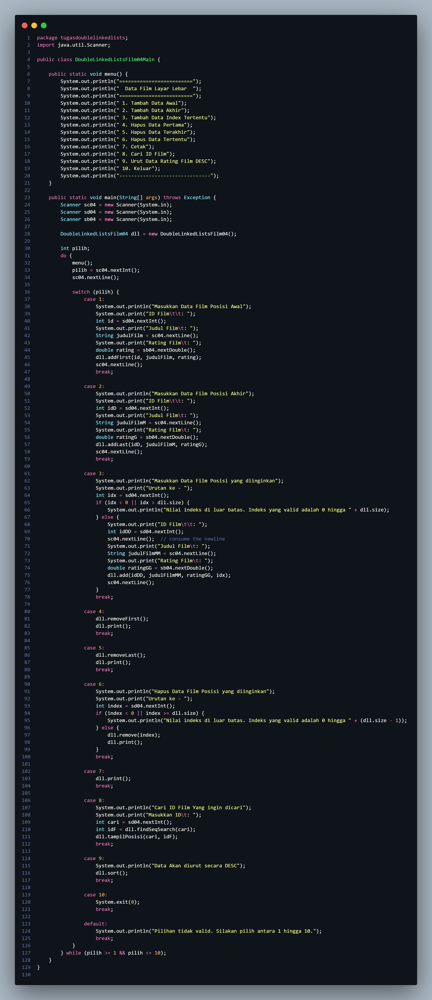 1 package tugasdoublelinkedlists;
2 import java.util.Scanner;
3
4 public class DoubleLinkedListsFilm04Main {
5
6     public static void menu() {
7         System.out.println("=========================");
8         System.out.println("  Data Film Layar Lebar  ");
9         System.out.println("=========================");
10         System.out.println(" 1. Tambah Data Awal");
11         System.out.println(" 2. Tambah Data Akhir");
12         System.out.println(" 3. Tambah Data Index Tertentu");
13         System.out.println(" 4. Hapus Data Pertama");
14         System.out.println(" 5. Hapus Data Terakhir");
15         System.out.println(" 6. Hapus Data Tertentu");
16         System.out.println(" 7. Cetak");
17         System.out.println(" 8. Cari ID Film");
18         System.out.println(" 9. Urut Data Rating Film DESC");
19         System.out.println(" 10. Keluar");
20         System.out.println("-------------------------------");
21     }
22
23     public static void main(String[] args) throws Exception {
24         Scanner sc04 = new Scanner(System.in);
25         Scanner sd04 = new Scanner(System.in);
26         Scanner sb04 = new Scanner(System.in);
27
28         DoubleLinkedListsFilm04 dll = new DoubleLinkedListsFilm04();
29
30         int pilih;
31         do {
32             menu();
33             pilih = sc04.nextInt();
34             sc04.nextLine();
35
36             switch (pilih) {
37                 case 1:
38                     System.out.println("Masukkan Data Film Posisi Awal");
39                     System.out.print("ID Film\t\t: ");
40                     int id = sd04.nextInt();
41                     System.out.print("Judul Film\t: ");
42                     String judulFilm = sc04.nextLine();
43                     System.out.print("Rating Film\t: ");
44                     double rating = sb04.nextDouble();
45                     dll.addFirst(id, judulFilm, rating);
46                     sc04.nextLine();
47                     break;
48
49                 case 2:
50                     System.out.println("Masukkan Data Film Posisi Akhir");
51                     System.out.print("ID Film\t\t: ");
52                     int idD = sd04.nextInt();
53                     System.out.print("Judul Film\t: ");
54                     String judulFilmM = sc04.nextLine();
55                     System.out.print("Rating Film\t: ");
56                     double ratingG = sb04.nextDouble();
57                     dll.addLast(idD, judulFilmM, ratingG);
58                     sc04.nextLine();
59                     break;
60
61                 case 3:
62                     System.out.println("Masukkan Data Film Posisi yang diinginkan");
63                     System.out.print("Urutan ke - ");
64                     int idx = sd04.nextInt();
65                     if (idx < 0 || idx > dll.size) {
66                         System.out.println("Nilai indeks di luar batas. Indeks yang valid adalah 0 hingga " + dll.size);
67                     } else {
68                         System.out.print("ID Film\t\t: ");
69                         int idDD = sd04.nextInt();
70                         sc04.nextLine();  // consume the newline
71                         System.out.print("Judul Film\t: ");
72                         String judulFilmMM = sc04.nextLine();
73                         System.out.print("Rating Film\t: ");
74                         double ratingGG = sb04.nextDouble();
75                         dll.add(idDD, judulFilmMM, ratingGG, idx);
76                         sc04.nextLine();
77                     }
78                     break;
79
80                 case 4:
81                     dll.removeFirst();
82                     dll.print();
83                     break;
84
85                 case 5:
86                     dll.removeLast();
87                     dll.print();
88                     break;
89
90                 case 6:
91                     System.out.println("Hapus Data Film Posisi yang diinginkan");
92                     System.out.print("Urutan ke - ");
93                     int index = sd04.nextInt();
94                     if (index < 0 || index >= dll.size) {
95                         System.out.println("Nilai indeks di luar batas. Indeks yang valid adalah 0 hingga " + (dll.size - 1));
96                     } else {
97                         dll.remove(index);
98                         dll.print();
99                     }
100                     break;
101
102                 case 7:
103                     dll.print();
104                     break;
105
106                 case 8:
107                     System.out.println("Cari ID Film Yang ingin dicari");
108                     System.out.print("Masukkan ID\t: ");
109                     int cari = sd04.nextInt();
110                     int idF = dll.findSeqSearch(cari);
111                     dll.tampilPosisi(cari, idF);
112                     break;
113
114                 case 9:
115                     System.out.println("Data Akan diurut secara DESC");
116                     dll.sort();
117                     break;
118
119                 case 10:
120                     System.exit(0);
121                     break;
122
123                 default:
124                     System.out.println("Pilihan tidak valid. Silakan pilih antara 1 hingga 10.");
125                     break;
126             }
127         } while (pilih >= 1 && pilih <= 10);
128     }
129 }
130